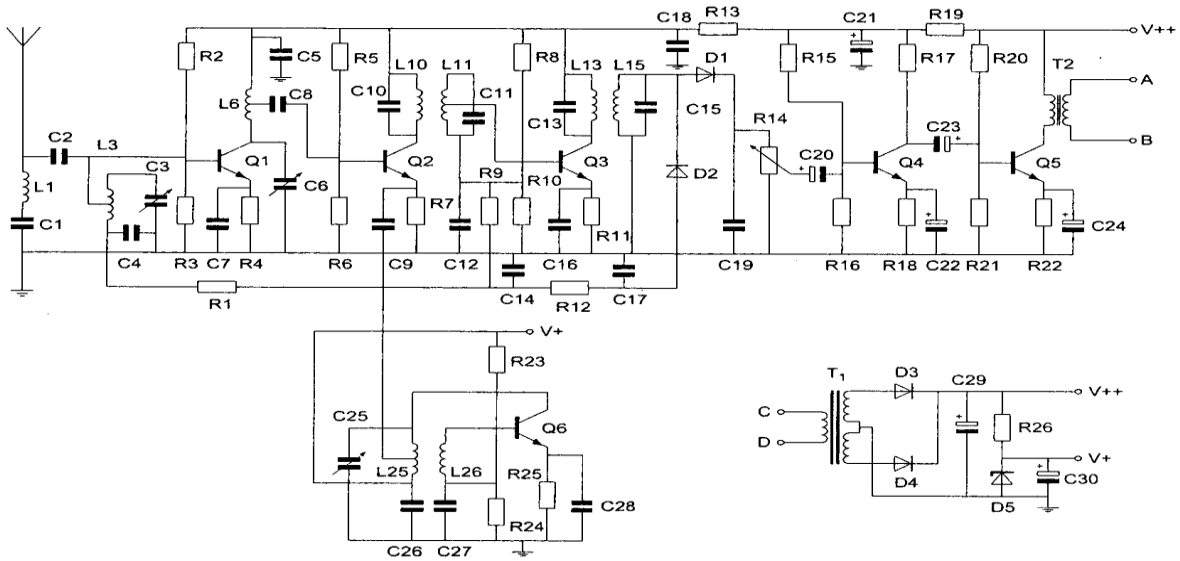 C18 R13 C21 R19
V++
R2 C5 R5 R8 D1 R15 R17 R20 T2
L10 L11 L13 L15
A
C8 C10 C11 C13 C15
L6
R14
C2 L3 C23
B
C3 Q1 Q2 Q3 C20 Q4 Q5
D2
L1 C6 R9 R10
R7
C1 R11 C24
C4 R3 C7 R4 R6 C9 C12 C16 C19 R16 R18 C22 R21 R22
C14 C17
R1 R12
V+
R23
T1 D3 C29
V++
C25 C
Q6 R26
D
L25 L26 R25 D4 V+
C30
C28 D5
R24
C26 C27